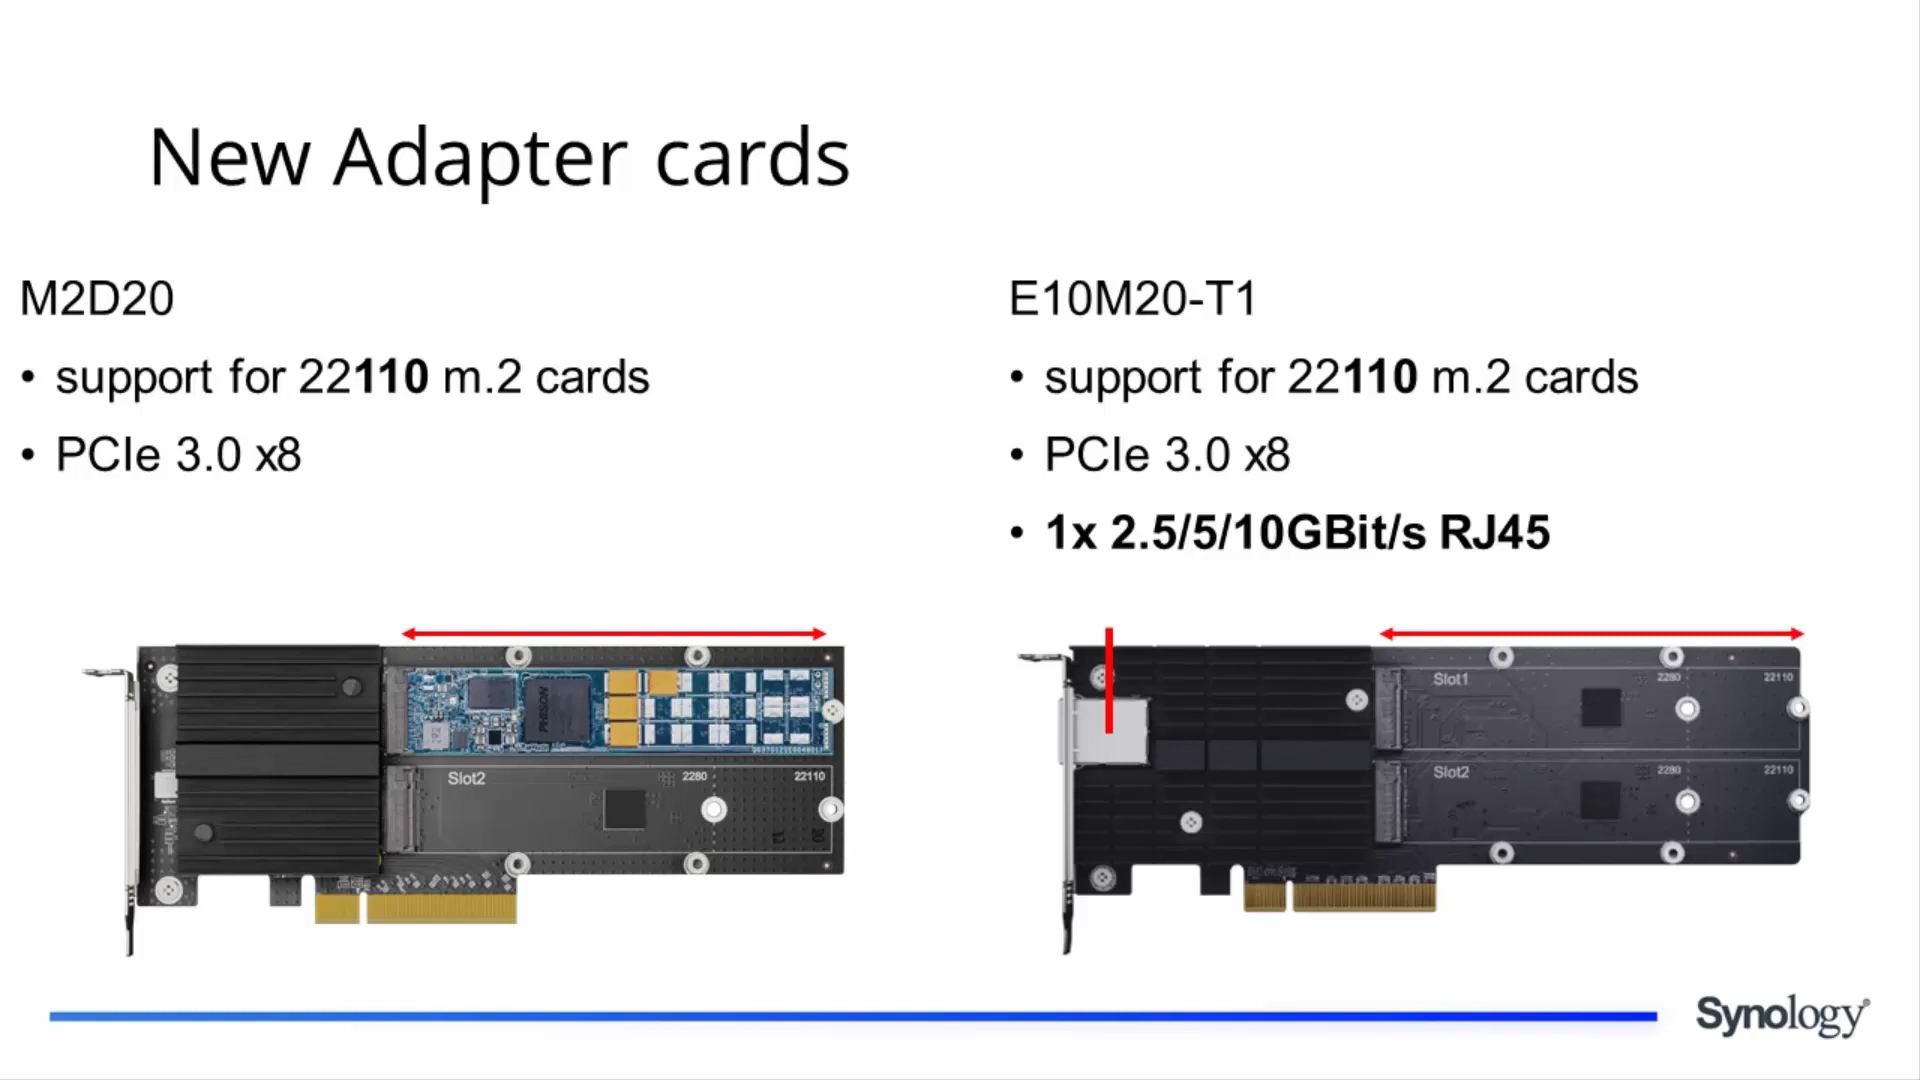 New Adapter cards
M2D20
• support for 22110 m.2 cards
• PCIe 3.0 x8
E10M20-T1
• support for 22110 m.2 cards
• PCIe 3.0 x8
• 1x 2.5/5/10GBit/s RJ45
PHISON
Slot2
2280
22110
Slot1
2280
22110
Slot2
2280
22110
Synology®